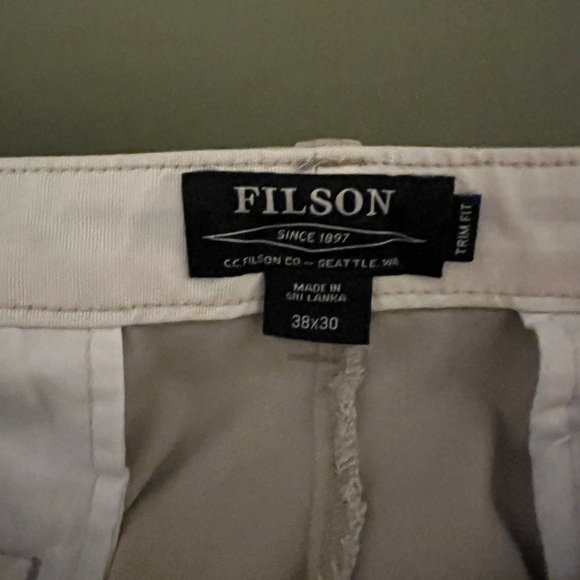 FILSON
SINCE 1897
C.C. FILSON CO — SEATTLE, WA
TRIM FIT
MADE IN
SRI LANKA
38x30